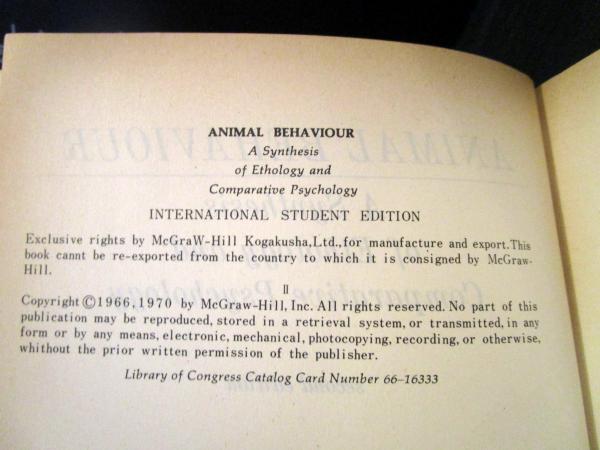 ANIMAL BEHAVIOUR
A Synthesis
of Ethology and
Comparative Psychology
INTERNATIONAL STUDENT EDITION
Exclusive rights by McGraW-Hill Kogakusha,Ltd.,for manufacture and export.This
book cannt be re-exported from the country to which it is consigned by McGraw-
Hill.
II
Copyright©1966,1970 by McGraw-Hill, Inc. All rights reserved. No part of this
publication may be reproduced, stored in a retrieval system, or transmitted, in any
form or by any means, electronic, mechanical, photocopying, recording, or otherwise,
whithout the prior written permission of the publisher.
Library of Congress Catalog Card Number 66-16333